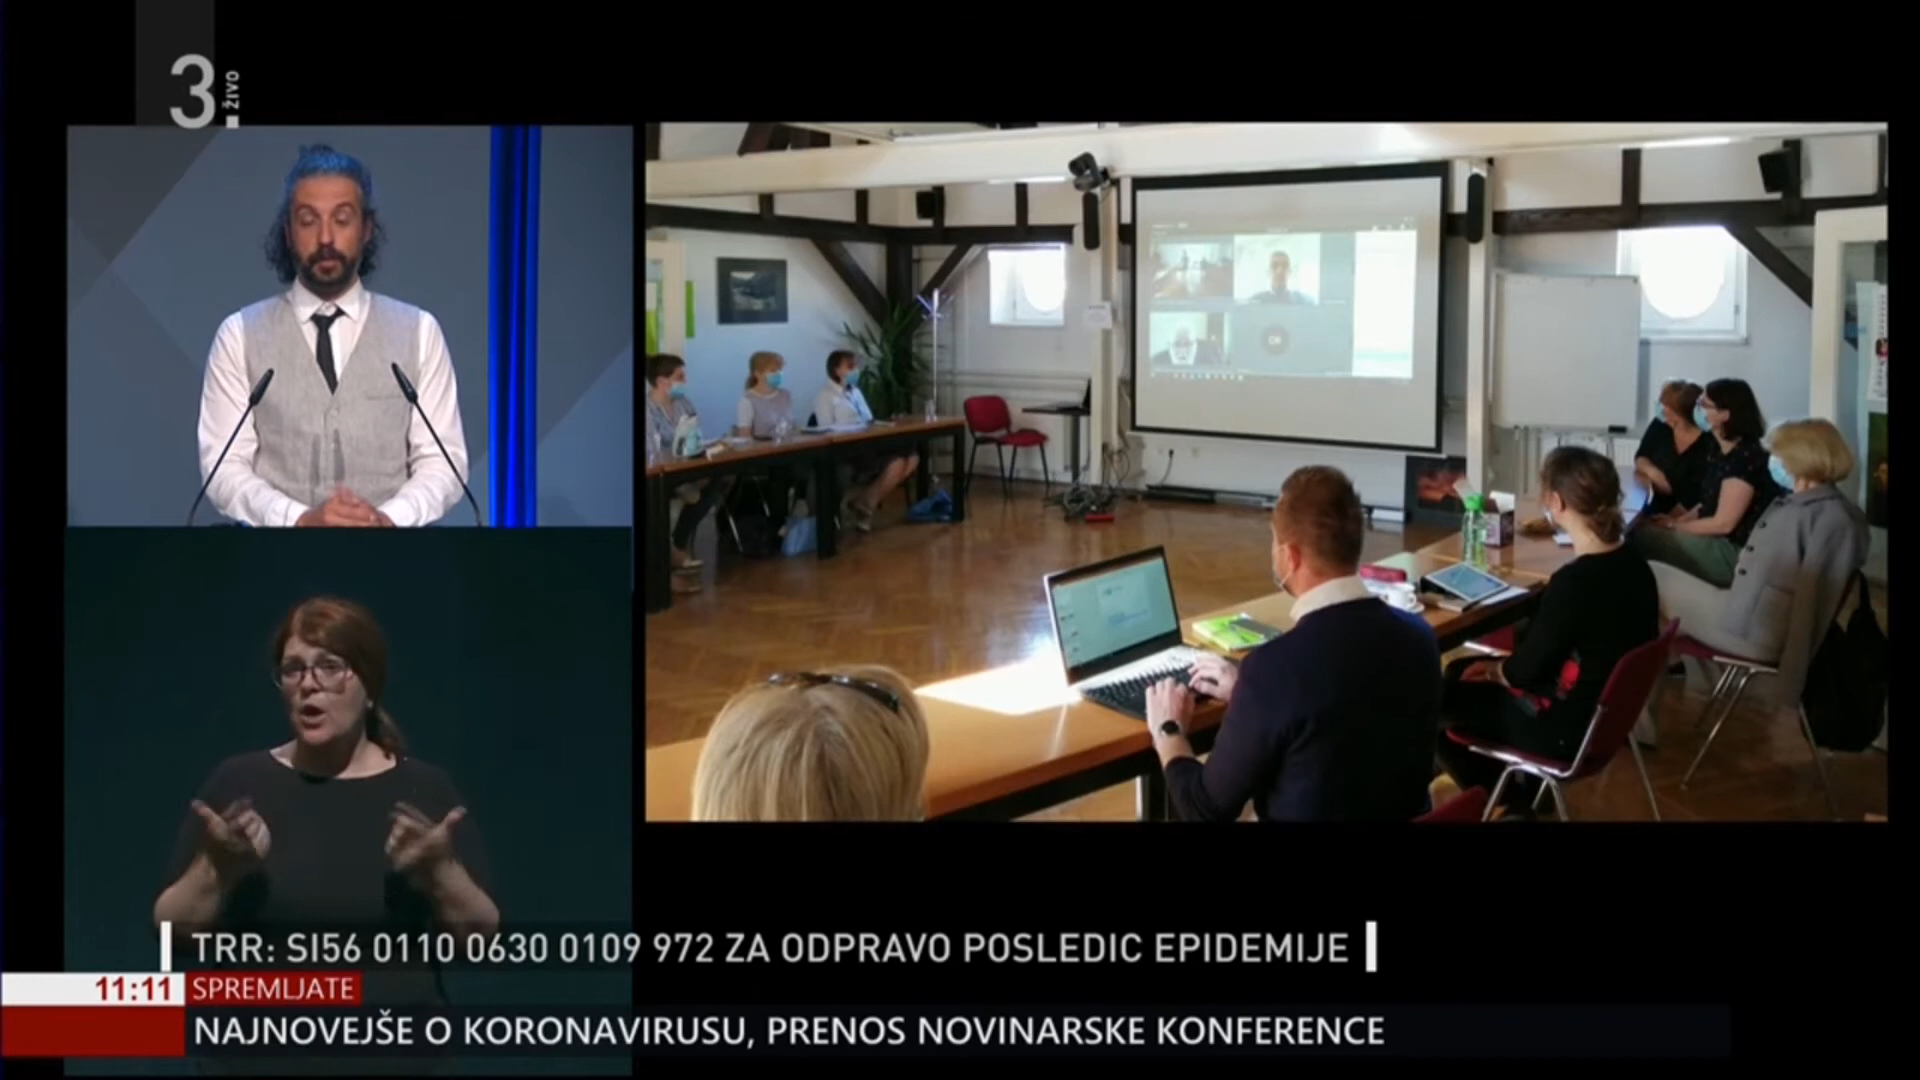 3.
živo
TRR: SI56 0110 0630 0109 972 ZA ODPRAVO POSLEDIC EPIDEMIJE
11:11 SPREMLJATE
NAJNOVEJŠE O KORONAVIRUSU, PRENOS NOVINARSKE KONFERENCE